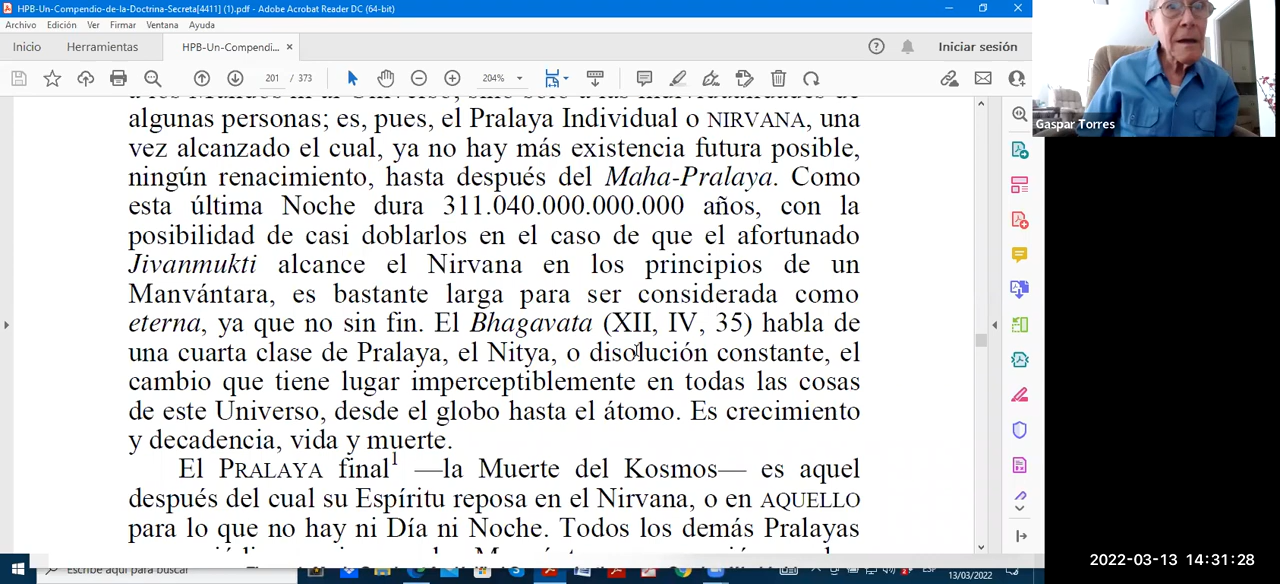 HPB-Un-Compendio-de-la-Doctrina-Secreta[4411] (1).pdf - Adobe Acrobat Reader DC (64-bit)
Archivo Edición Ver Firmar Ventana Ayuda
Inicio Herramientas HPB-Un-Compendi... × Iniciar sesión
201 / 373 204%
algunas personas; es, pues, el Pralaya Individual o NIRVANA, una
vez alcanzado el cual, ya no hay más existencia futura posible,
ningún renacimiento, hasta después del Maha-Pralaya. Como
esta última Noche dura 311.040.000.000.000 años, con la
posibilidad de casi doblarlos en el caso de que el afortunado
Jivanmukti alcance el Nirvana en los principios de un
Manvántara, es bastante larga para ser considerada como
eterna, ya que no sin fin. El Bhagavata (XII, IV, 35) habla de
una cuarta clase de Pralaya, el Nitya, o disolución constante, el
cambio que tiene lugar imperceptiblemente en todas las cosas
de este Universo, desde el globo hasta el átomo. Es crecimiento
y decadencia, vida y muerte.
El PRALAYA final1 —la Muerte del Kosmos— es aquel
después del cual su Espíritu reposa en el Nirvana, o en AQUELLO
para lo que no hay ni Día ni Noche. Todos los demás Pralayas
Escribe aquí para buscar
13/03/2022
Gaspar Torres
2022-03-13 14:31:28